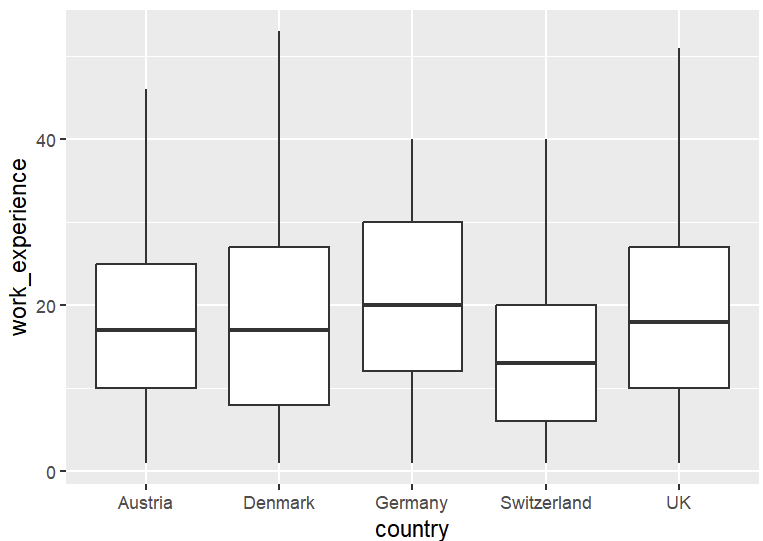 work_experience
40
20
0
Austria Denmark Germany Switzerland UK
country